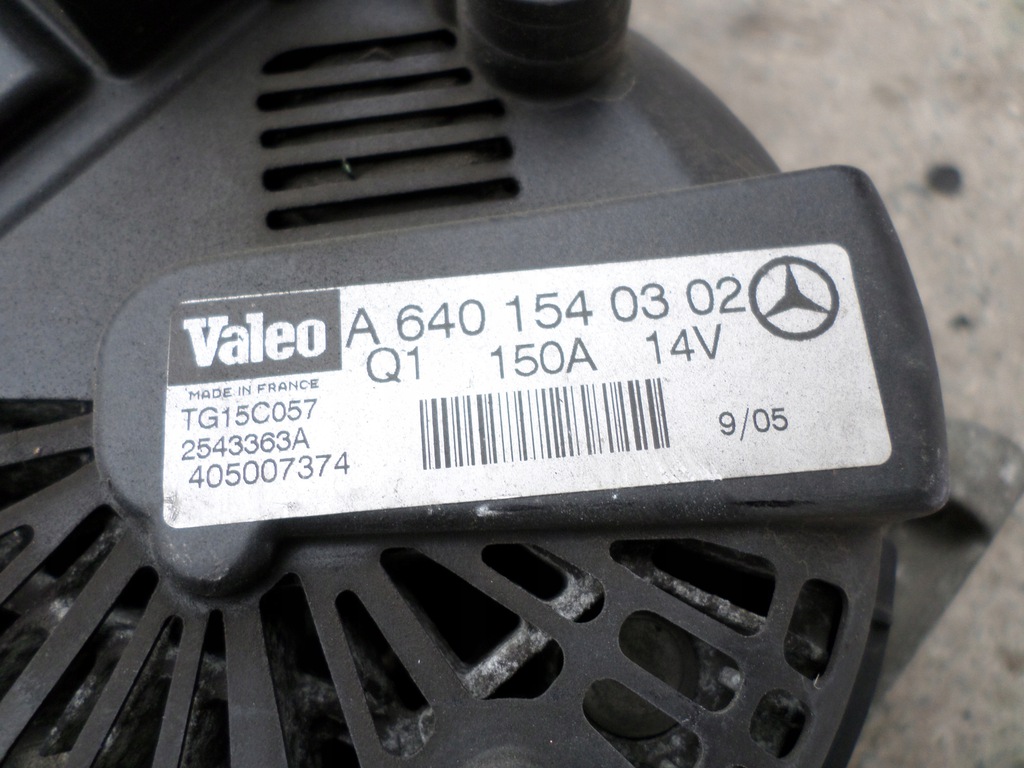 Valeo
A 640 154 03 02
Q1 150A 14V
MADE IN FRANCE
TG15C057
2543363A
405007374
9/05